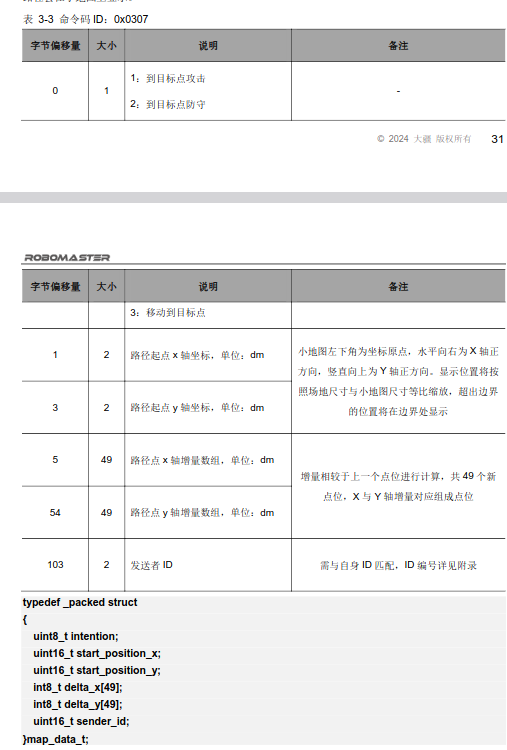 表 3-3 命令码 ID：0x0307
字节偏移量 大小 说明 备注
0 1 1：到目标点攻击 -
2：到目标点防守
© 2024 大疆 版权所有 31
ROBOMASTER
字节偏移量 大小 说明 备注
3：移动到目标点
1 2 路径起点 x 轴坐标，单位：dm
3 2 路径起点 y 轴坐标，单位：dm
小地图左下角为坐标原点，水平向右为 X 轴正
方向，竖直向上为 Y 轴正方向。显示位置将按
照场地尺寸与小地图尺寸等比缩放，超出边界
的位置将在边界处显示
5 49 路径点 x 轴增量数组，单位：dm
54 49 路径点 y 轴增量数组，单位：dm
增量相较于上一个点位进行计算，共 49 个新
点位，X 与 Y 轴增量对应组成点位
103 2 发送者 ID 需与自身 ID 匹配，ID 编号详见附录
typedef _packed struct
{
uint8_t intention;
uint16_t start_position_x;
uint16_t start_position_y;
int8_t delta_x[49];
int8_t delta_y[49];
uint16_t sender_id;
}map_data_t;